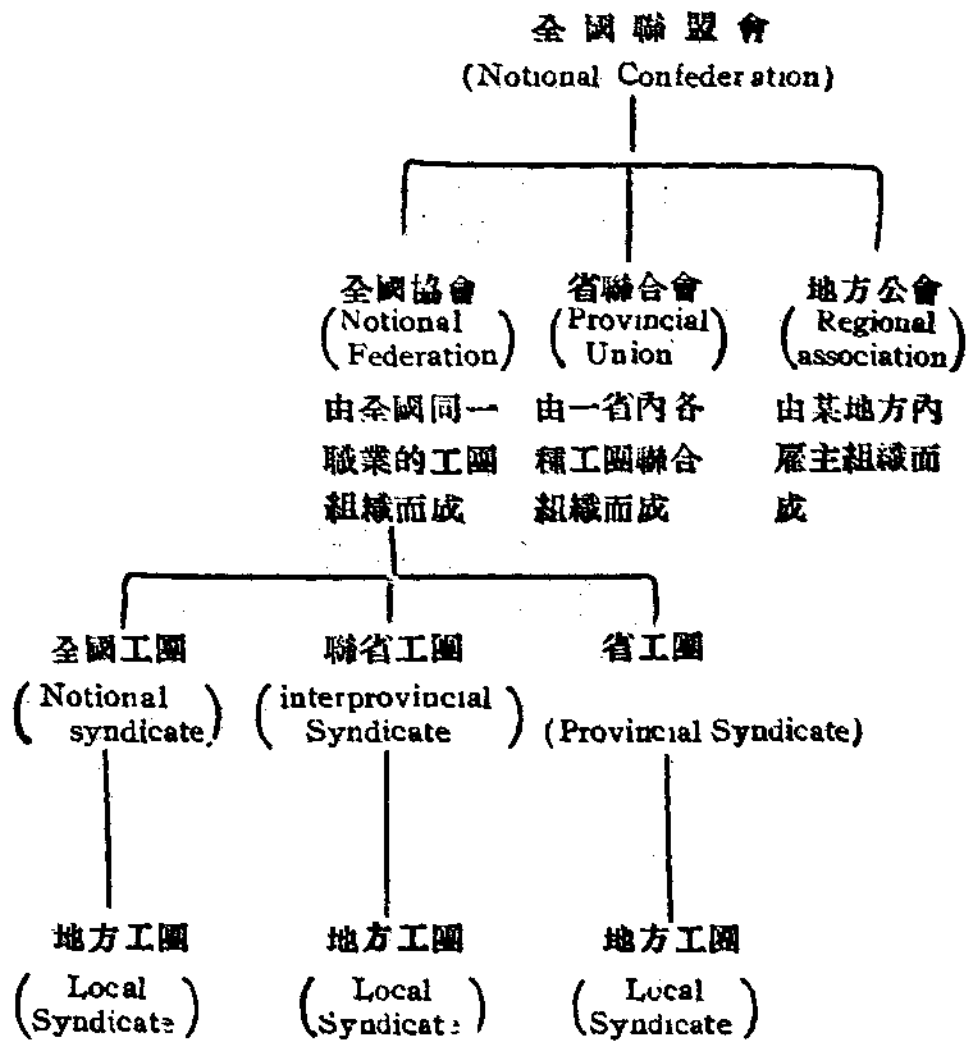 全國聯盟會
(Notional Confederation)
全國協會
(Notional Federation)
省聯合會
(Provincial Union)
地方公會
(Regional association)
由全國同一
職業的工團
組織而成
由一省內各
種工團聯合
組織而成
由某地方內
雇主組織而
成
全國工團
(Notional syndicate)
聯省工團
(interprovincial Syndicate)
省工團
(Provincial Syndicate)
地方工團
(Local Syndicate)
地方工團
(Local Syndicate)
地方工團
(Local Syndicate)